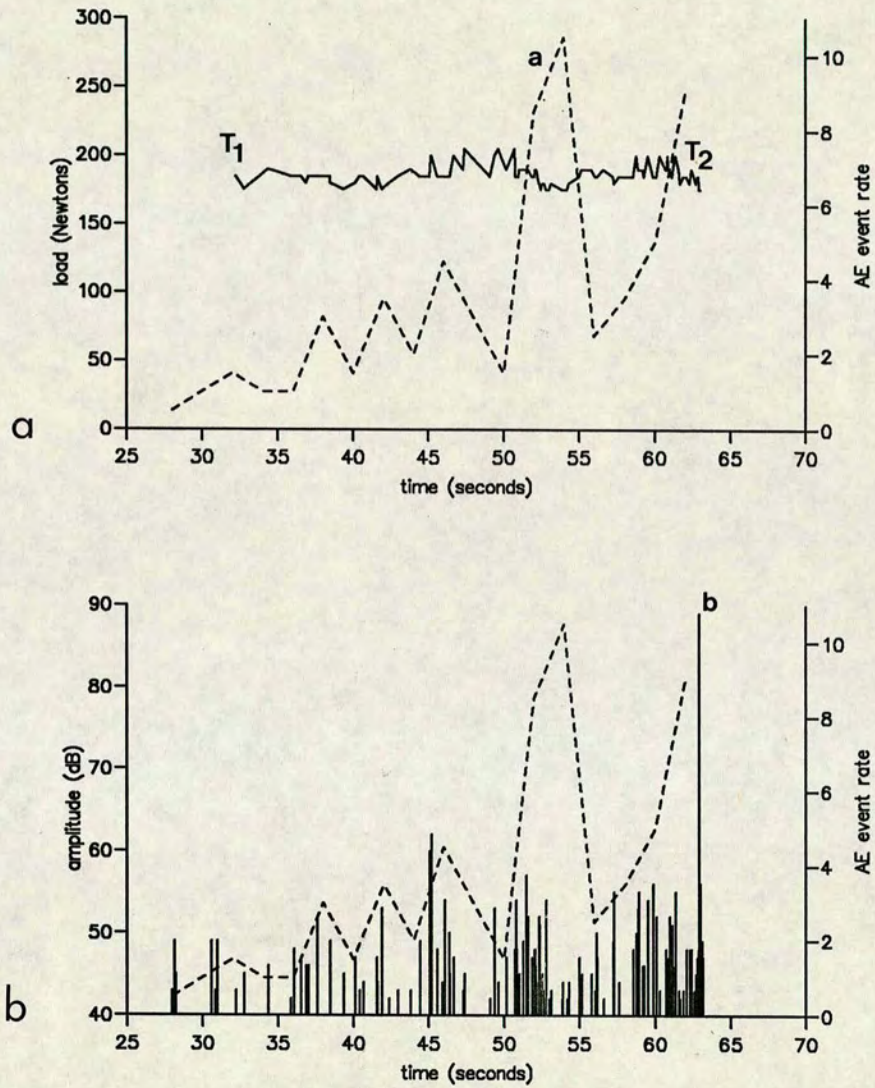 300
250
200
150
100
50
0
load (Newtons)
T1
a
T2
10
8
6
4
2
0
AE event rate
25 30 35 40 45 50 55 60 65 70
time (seconds)
a
90
80
70
60
50
40
amplitude (dB)
b
10
8
6
4
2
0
AE event rate
25 30 35 40 45 50 55 60 65 70
time (seconds)
b